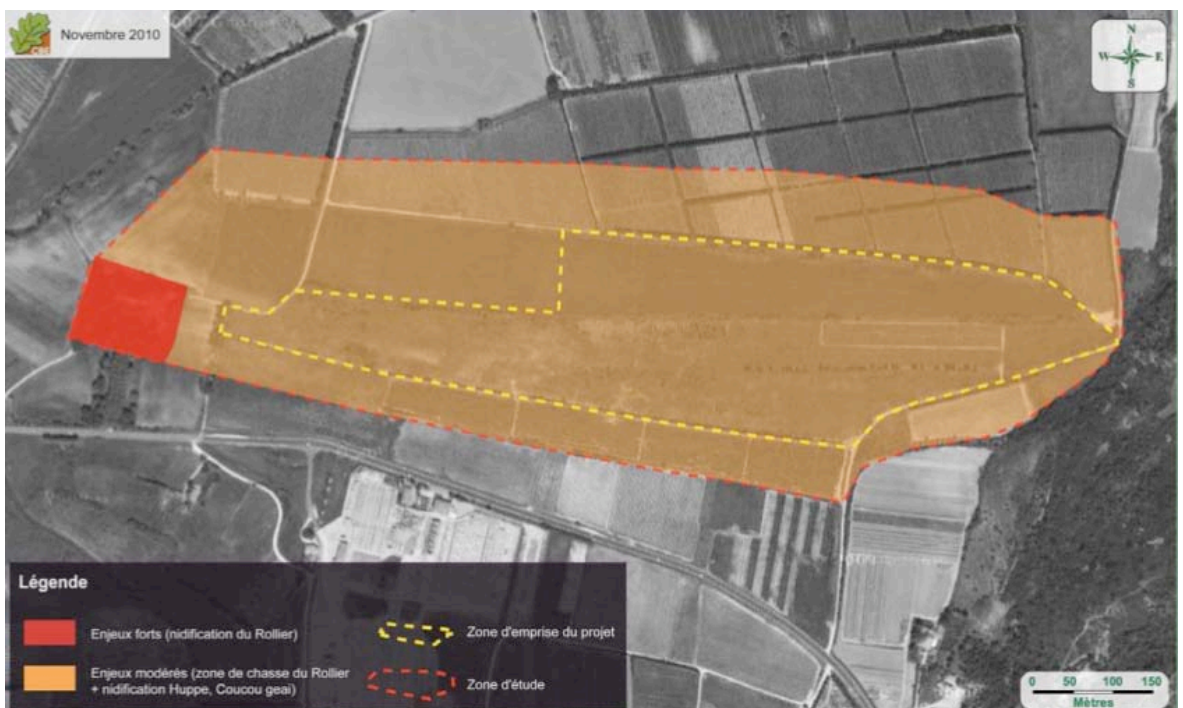 Novembre 2010
N
W E
S
Légende
Enjeux forts (nidification du Rollier)
Enjeux modérés (zone de chasse du Rollier
+ nidification Huppe, Coucou geai)
Zone d'emprise du projet
Zone d'étude
0 50 100 150
Mètres